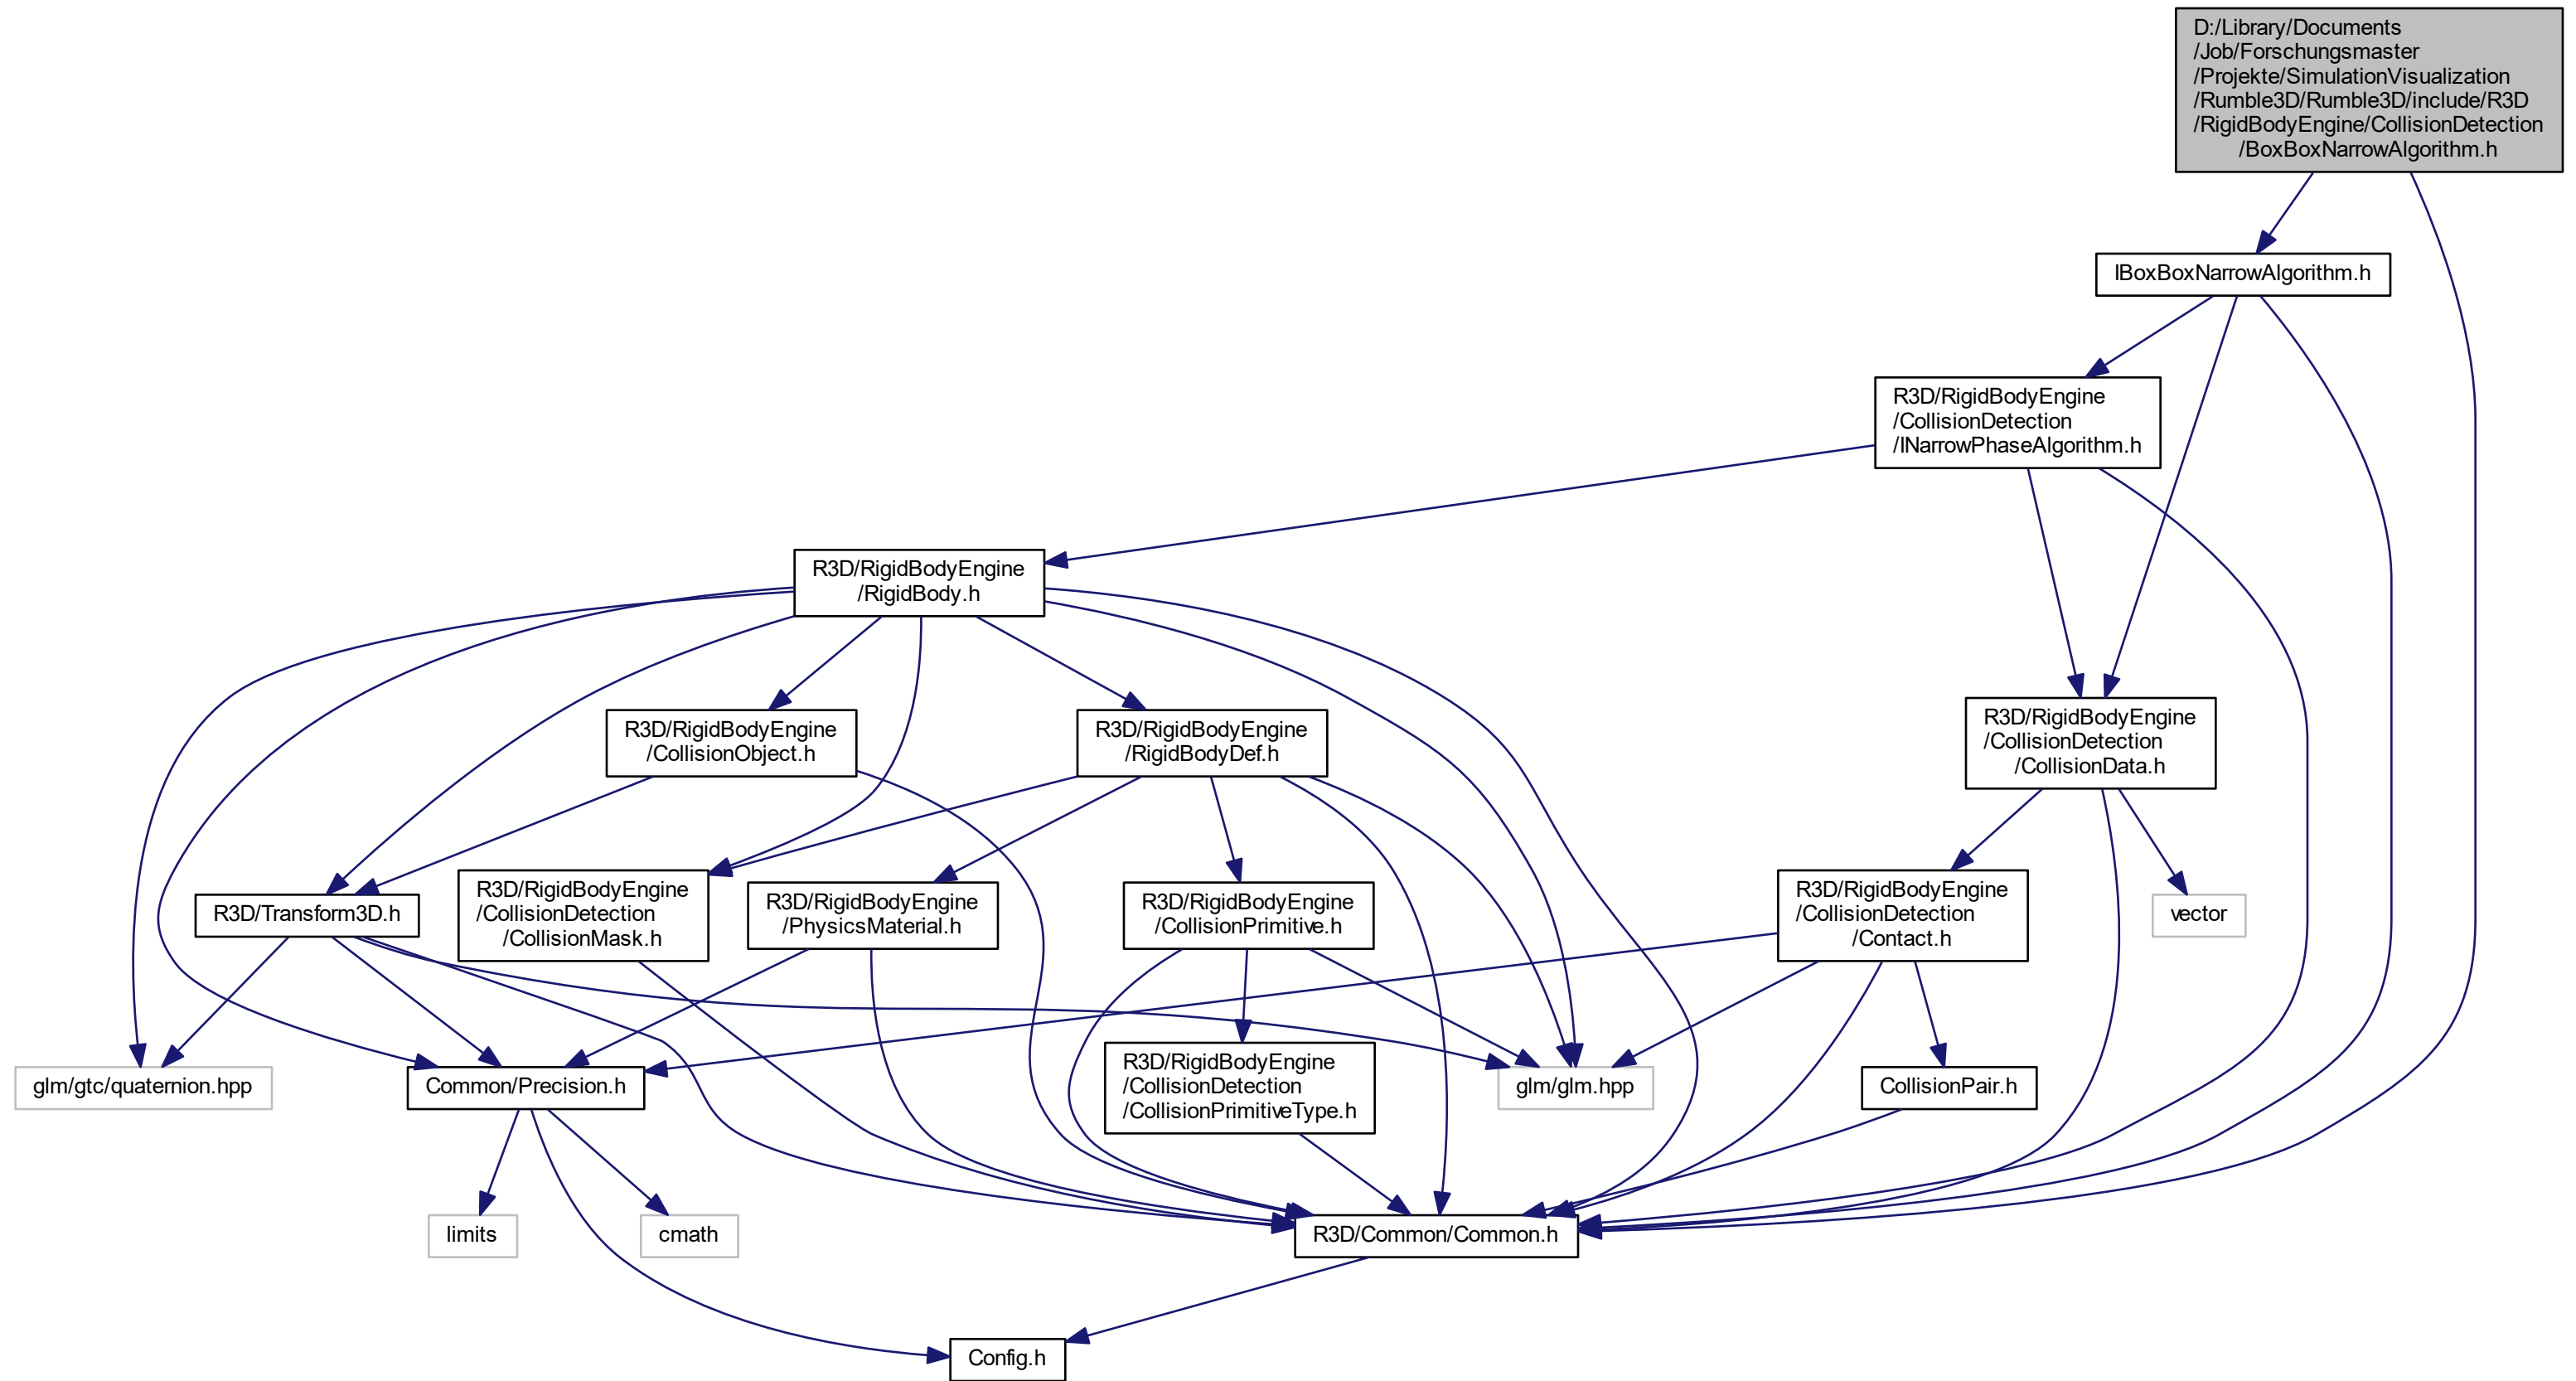 D:/Library/Documents
/Job/Forschungsmaster
/Projekte/SimulationVisualization
/Rumble3D/Rumble3D/include/R3D
/RigidBodyEngine/CollisionDetection
/BoxBoxNarrowAlgorithm.h
IBoxBoxNarrowAlgorithm.h
R3D/RigidBodyEngine
/CollisionDetection
/INarrowPhaseAlgorithm.h
R3D/RigidBodyEngine
/RigidBody.h
R3D/RigidBodyEngine
/CollisionObject.h
R3D/RigidBodyEngine
/RigidBodyDef.h
R3D/RigidBodyEngine
/CollisionDetection
/CollisionData.h
R3D/Transform3D.h
R3D/RigidBodyEngine
/CollisionDetection
/CollisionMask.h
R3D/RigidBodyEngine
/PhysicsMaterial.h
R3D/RigidBodyEngine
/CollisionPrimitive.h
R3D/RigidBodyEngine
/CollisionDetection
/Contact.h
vector
glm/gtc/quaternion.hpp
Common/Precision.h
R3D/RigidBodyEngine
/CollisionDetection
/CollisionPrimitiveType.h
glm/glm.hpp
CollisionPair.h
limits
cmath
R3D/Common/Common.h
Config.h